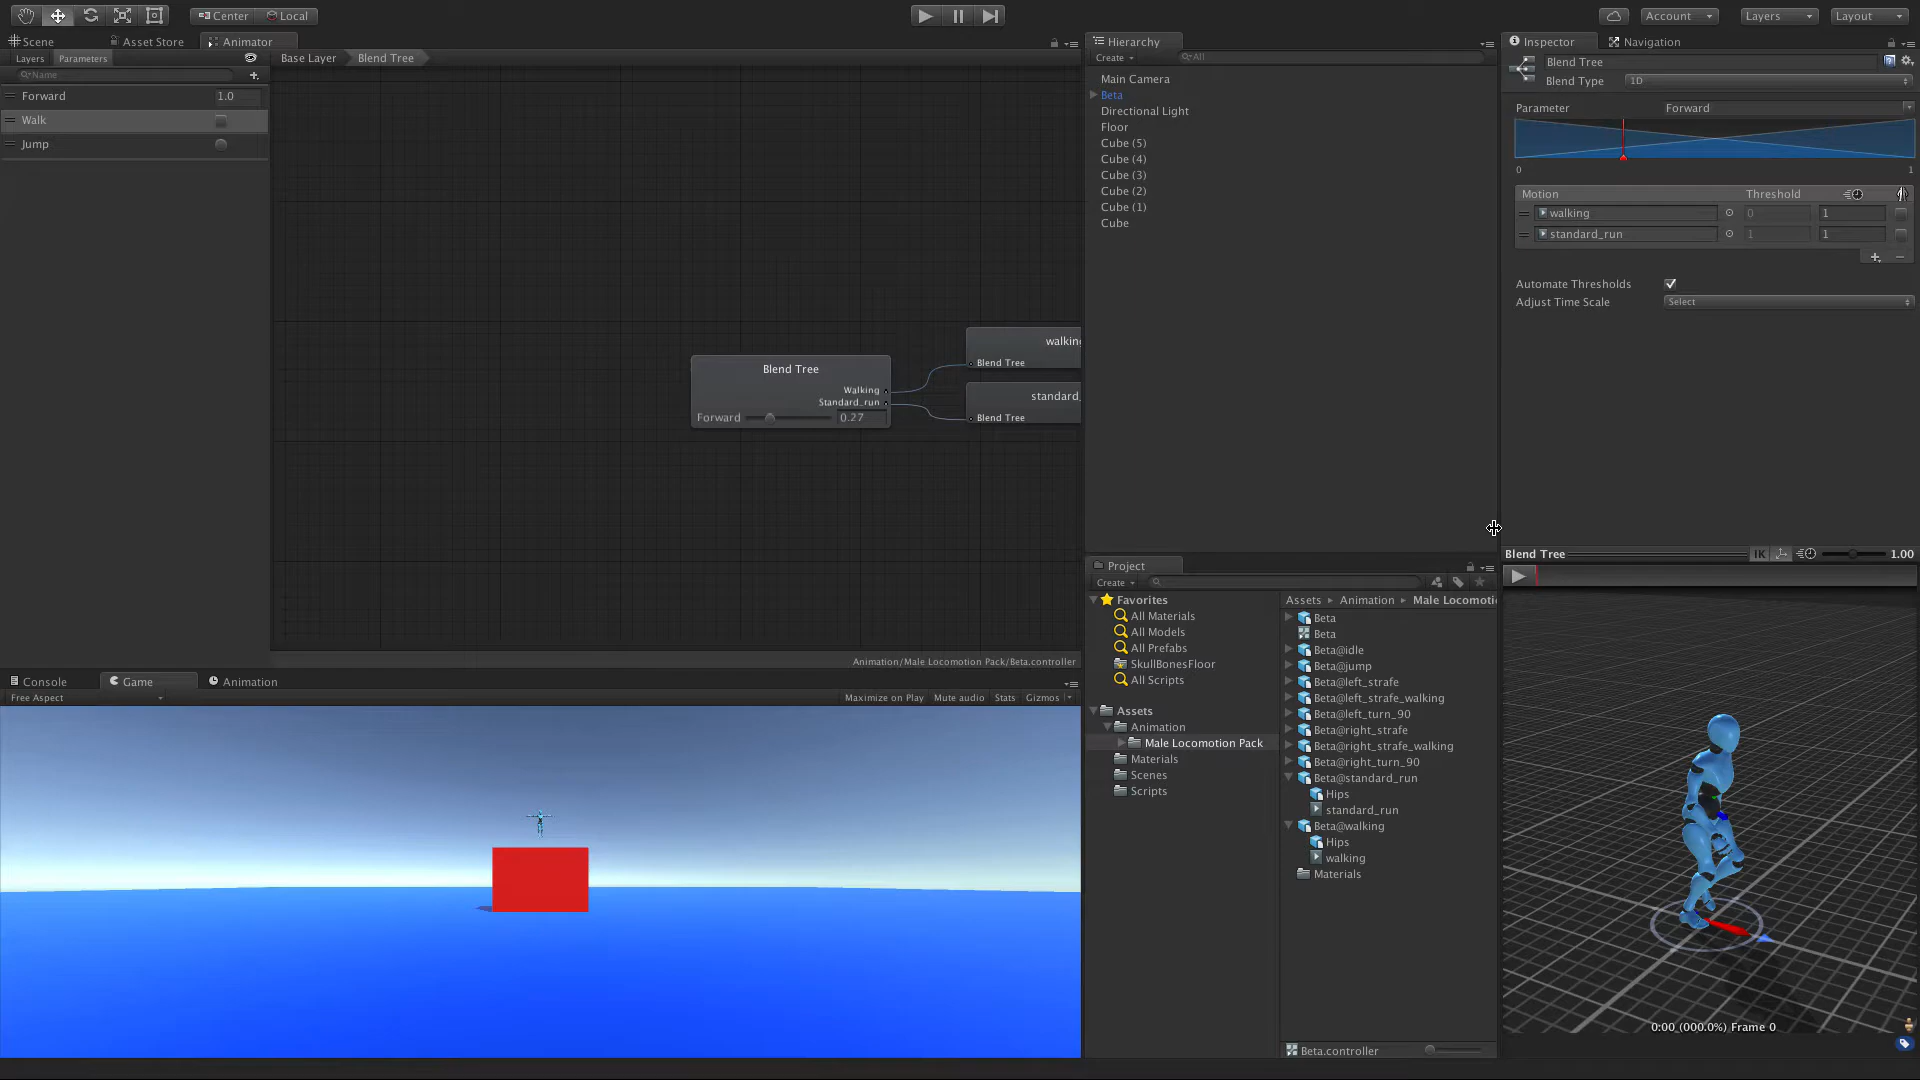 Center Local
Account Layers Layout
Scene Asset Store Animator
Layers Parameters
Base Layer Blend Tree
Name
Forward 1.0
Walk
Jump
Blend Tree
Walking
Standard_run
Forward 0.27
walking
Blend Tree
standard_
Blend Tree
Animation/Male Locomotion Pack/Beta.controller
Console Game Animation
Free Aspect
Maximize on Play Mute audio Stats Gizmos
Hierarchy
Create All
Main Camera
Beta
Directional Light
Floor
Cube (5)
Cube (4)
Cube (3)
Cube (2)
Cube (1)
Cube
Project
Create
Favorites
All Materials
All Models
All Prefabs
SkullBonesFloor
All Scripts
Assets
Animation
Male Locomotion Pack
Materials
Scenes
Scripts
Assets Animation Male Locomotio
Beta
Beta
Beta@idle
Beta@jump
Beta@left_strafe
Beta@left_strafe_walking
Beta@left_turn_90
Beta@right_strafe
Beta@right_strafe_walking
Beta@right_turn_90
Beta@standard_run
Hips
standard_run
Beta@walking
Hips
walking
Materials
Beta.controller
Inspector Navigation
Blend Tree
Blend Type 1D
Parameter Forward
0 1
Motion Threshold
walking 0 1
standard_run 1 1
Automate Thresholds
Adjust Time Scale Select
Blend Tree IK 1.00
0:00 (000.0%) Frame 0